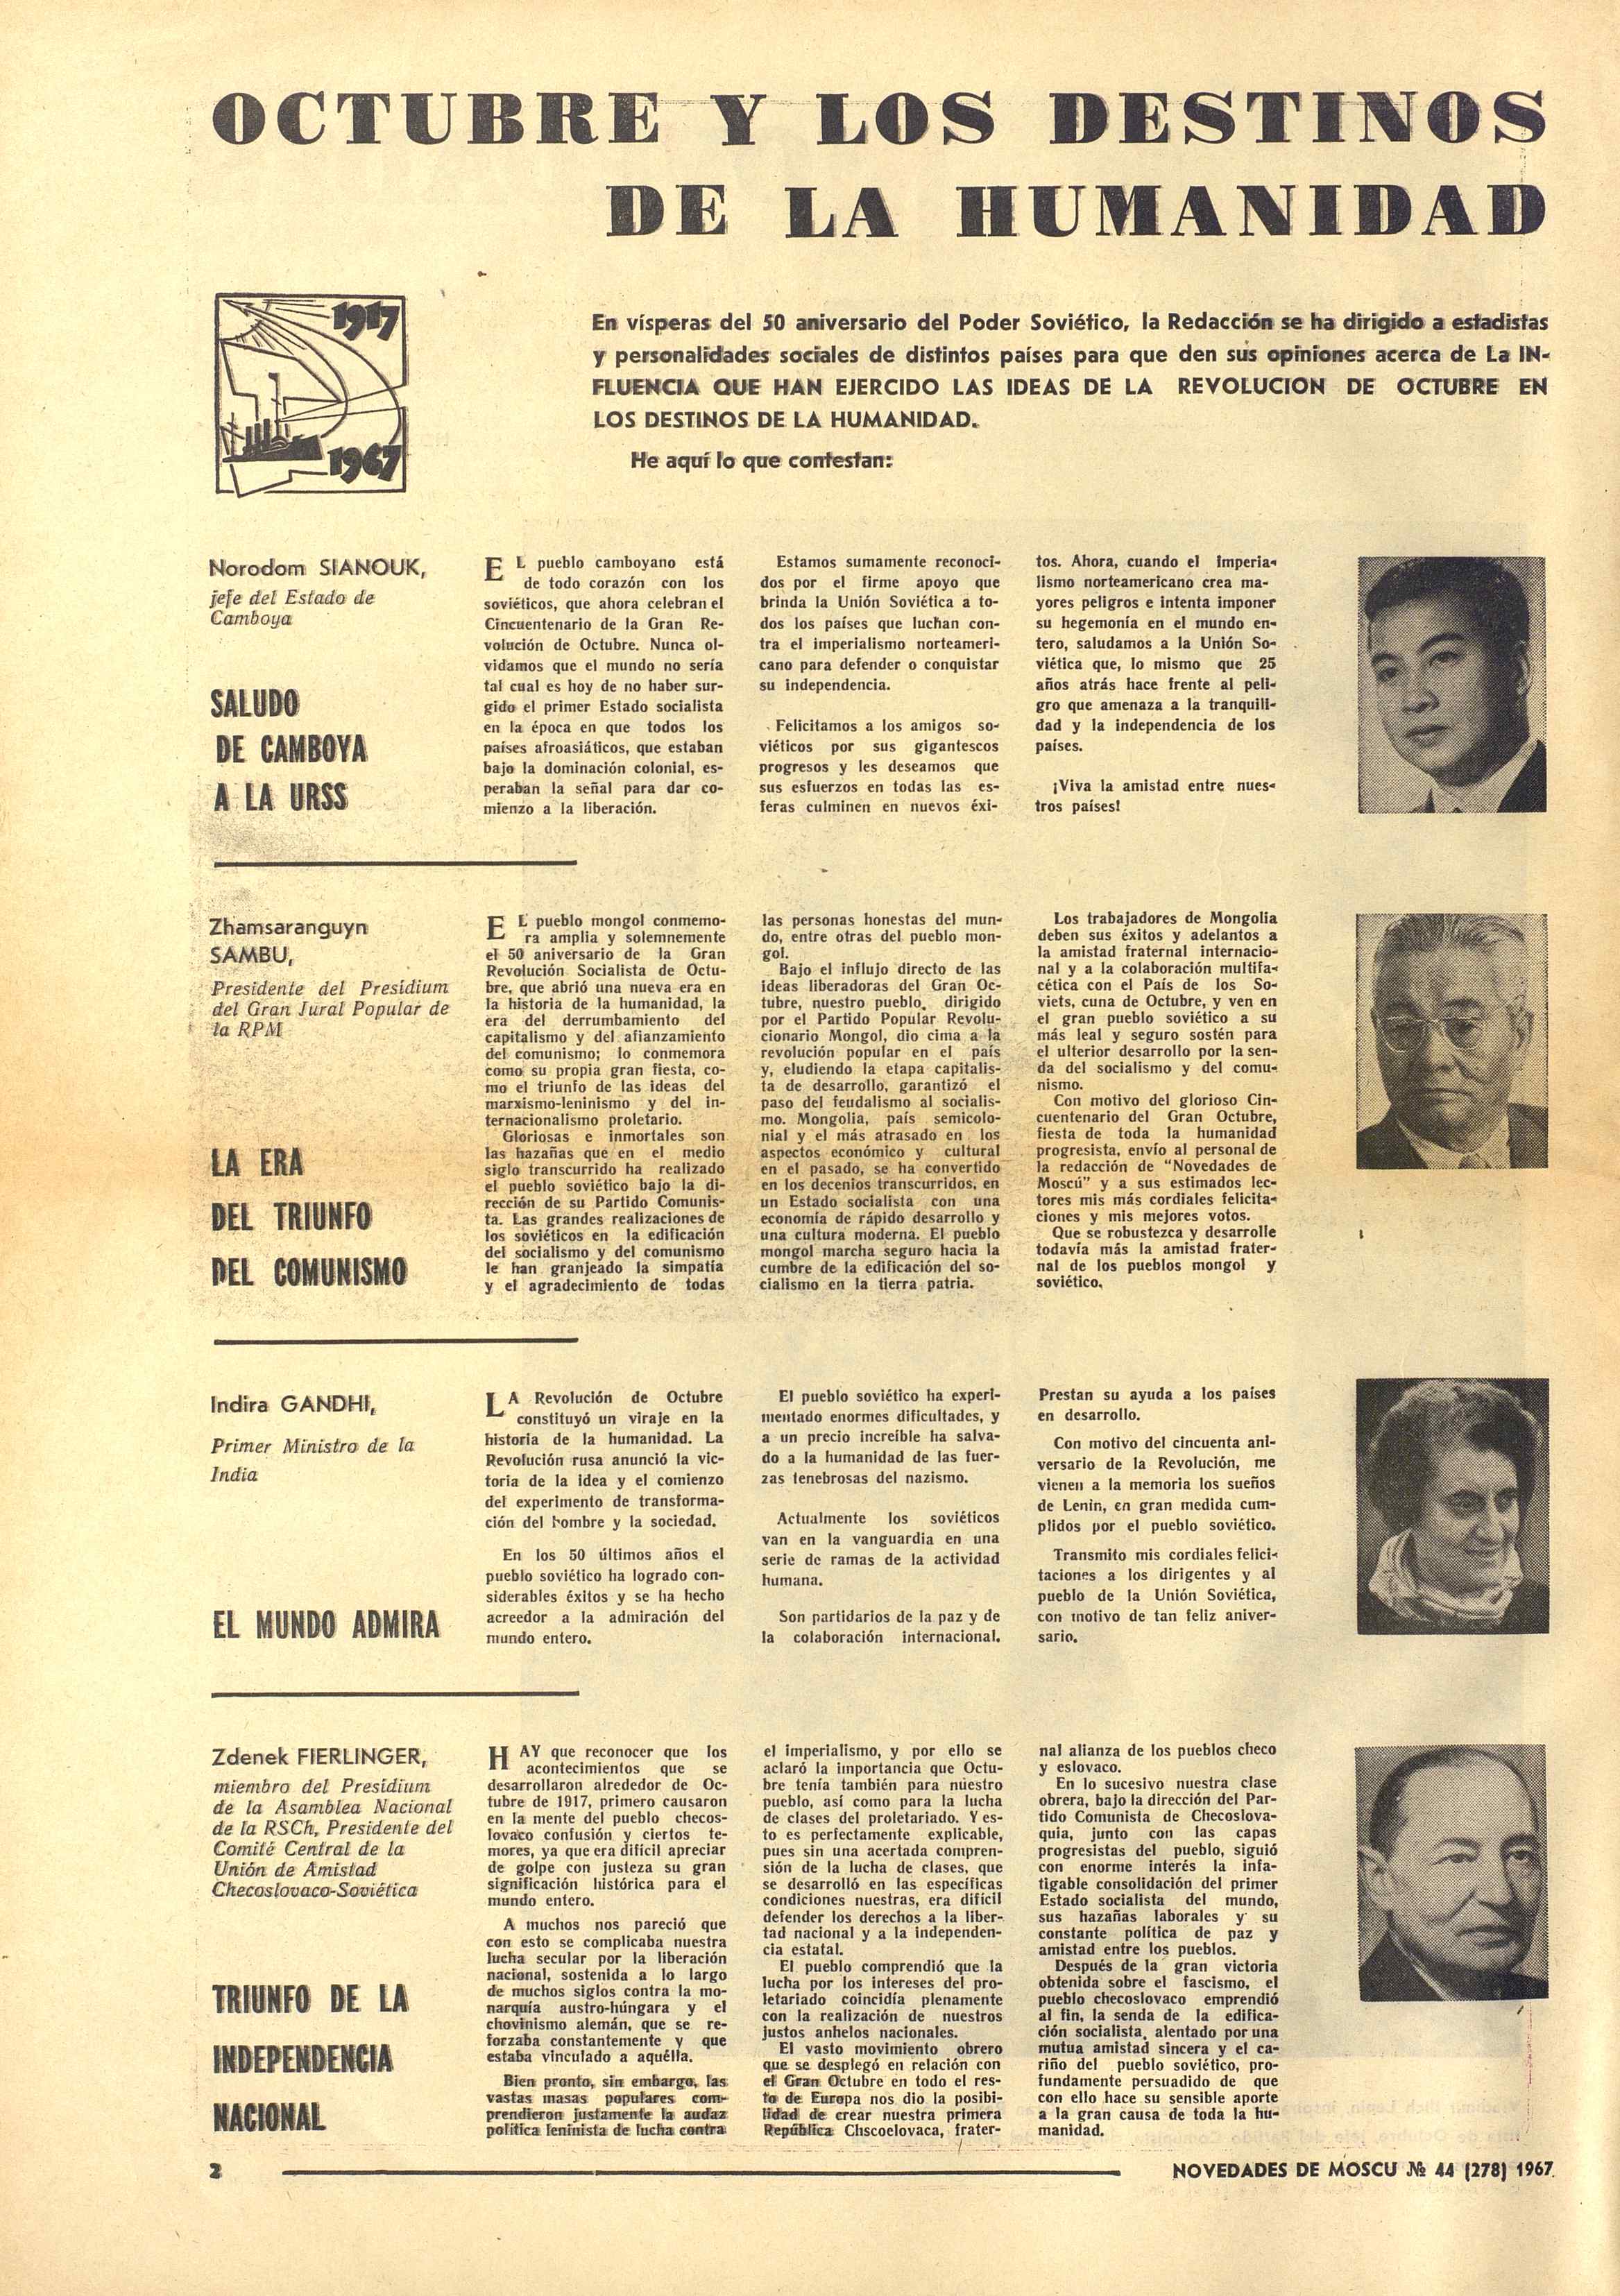 OCTUBRE Y LOS DESTINOS
DE LA HUMANIDAD
1917
1967
En vísperas del 50 aniversario del Poder Soviético, la Redacción se ha dirigido a estadistas
y personalidades sociales de distintos países para que den sus opiniones acerca de La IN-
FLUENCIA QUE HAN EJERCIDO LAS IDEAS DE LA REVOLUCION DE OCTUBRE EN
LOS DESTINOS DE LA HUMANIDAD.
He aquí lo que contestan:
Norodom SIANOUK,
jefe del Estado de
Camboya
SALUDO
DE CAMBOYA
A LA URSS
EL pueblo camboyano está
de todo corazón con los
soviéticos, que ahora celebran el
Cincuentenario de la Gran Re-
volución de Octubre. Nunca ol-
vidamos que el mundo no sería
tal cual es hoy de no haber sur-
gido el primer Estado socialista
en la época en que todos los
países afroasiáticos, que estaban
bajo la dominación colonial, es-
peraban la señal para dar co-
mienzo a la liberación.
Estamos sumamente reconoci-
dos por el firme apoyo que
brinda la Unión Soviética a to-
dos los países que luchan con-
tra el imperialismo norteameri-
cano para defender o conquistar
su independencia.
Felicitamos a los amigos so-
viéticos por sus gigantescos
progresos y les deseamos que
sus esfuerzos en todas las es-
feras culminen en nuevos éxi-
tos. Ahora, cuando el imperia-
lismo norteamericano crea ma-
yores peligros e intenta imponer
su hegemonía en el mundo en-
tero, saludamos a la Unión So-
viética que, lo mismo que 25
años atrás hace frente al peli-
gro que amenaza a la tranquili-
dad y la independencia de los
países.
¡Viva la amistad entre nues-
tros países!
Zhamsaranguyn
SAMBU,
Presidente del Presídium
del Gran Jural Popular de
la RPM
LA ERA
DEL TRIUNFO
DEL COMUNISMO
EL pueblo mongol conmemo-
ra amplia y solemnemente
el 50 aniversario de la Gran
Revolución Socialista de Octu-
bre, que abrió una nueva era en
la historia de la humanidad, la
era del derrumbamiento del
capitalismo y del afianzamiento
del comunismo; lo conmemora
como su propia gran fiesta, co-
mo el triunfo de las ideas del
marxismo-leninismo y del in-
ternacionalismo proletario.
Gloriosas e inmortales son
las hazañas que en el medio
siglo transcurrido ha realizado
el pueblo soviético bajo la di-
rección de su Partido Comunis-
ta. Las grandes realizaciones de
los soviéticos en la edificación
del socialismo y del comunismo
le han granjeado la simpatía
y el agradecimiento de todas
las personas honestas del mun-
do, entre otras del pueblo mon-
gol.
Bajo el influjo directo de las
ideas liberadoras del Gran Oc-
tubre, nuestro pueblo, dirigido
por el Partido Popular Revolu-
cionario Mongol, dio cima a la
revolución popular en el país
y, eludiendo la etapa capitalis-
ta de desarrollo, garantizó el
paso del feudalismo al socialis-
mo. Mongolia, país semicolo-
nial y el más atrasado en los
aspectos económico y cultural
en el pasado, se ha convertido
en los decenios transcurridos, en
un Estado socialista con una
economía de rápido desarrollo y
una cultura moderna. El pueblo
mongol marcha seguro hacia la
cumbre de la edificación del so-
cialismo en la tierra patria.
Los trabajadores de Mongolia
deben sus éxitos y adelantos a
la amistad fraternal internacio-
nal y a la colaboración multifa-
cética con el País de los So-
viets, cuna de Octubre, y ven en
el gran pueblo soviético a su
más leal y seguro sostén para
el ulterior desarrollo por la sen-
da del socialismo y del comu-
nismo.
Con motivo del glorioso Cin-
cuentenario del Gran Octubre,
fiesta de toda la humanidad
progresista, envío al personal de
la redacción de "Novedades de
Moscú" y a sus estimados lec-
tores mis más cordiales felicita-
ciones y mis mejores votos.
Que se robustezca y desarrolle
todavía más la amistad frater-
nal de los pueblos mongol y
soviético.
Indira GANDHI,
Primer Ministro de la
India
EL MUNDO ADMIRA
LA Revolución de Octubre
constituyó un viraje en la
historia de la humanidad. La
Revolución rusa anunció la vic-
toria de la idea y el comienzo
del experimento de transforma-
ción del hombre y la sociedad.
En los 50 últimos años el
pueblo soviético ha logrado con-
siderables éxitos y se ha hecho
acreedor a la admiración del
mundo entero.
El pueblo soviético ha experi-
mentado enormes dificultades, y
a un precio increíble ha salva-
do a la humanidad de las fuer-
zas tenebrosas del nazismo.
Actualmente los soviéticos
van en la vanguardia en una
serie de ramas de la actividad
humana.
Son partidarios de la paz y de
la colaboración internacional.
Prestan su ayuda a los países
en desarrollo.
Con motivo del cincuenta ani-
versario de la Revolución, me
vienen a la memoria los sueños
de Lenin, en gran medida cum-
plidos por el pueblo soviético.
Transmito mis cordiales felici-
taciones a los dirigentes y al
pueblo de la Unión Soviética,
con motivo de tan feliz aniver-
sario.
Zdenek FIERLINGER,
miembro del Presídium
de la Asamblea Nacional
de la RSCh, Presidente del
Comité Central de la
Unión de Amistad
Checoslovaco-Soviética
TRIUNFO DE LA
INDEPENDENCIA
NACIONAL
HAY que reconocer que los
acontecimientos que se
desarrollaron alrededor de Oc-
tubre de 1917, primero causaron
en la mente del pueblo checos-
lovaco confusión y ciertos te-
mores, ya que era difícil apreciar
de golpe con justeza su gran
significación histórica para el
mundo entero.
A muchos nos pareció que
con esto se complicaba nuestra
lucha secular por la liberación
nacional, sostenida a lo largo
de muchos siglos contra la mo-
narquía austro-húngara y el
chovinismo alemán, que se re-
forzaba constantemente y que
estaba vinculado a aquélla.
Bien pronto, sin embargo, las
vastas masas populares com-
prendieron justamente la audaz
política leninista de lucha contra
el imperialismo, y por ello se
aclaró la importancia que Octu-
bre tenía también para nuestro
pueblo, así como para la lucha
de clases del proletariado. Y es-
to es perfectamente explicable,
pues sin una acertada compren-
sión de la lucha de clases, que
se desarrolló en las específicas
condiciones nuestras, era difícil
defender los derechos a la liber-
tad nacional y a la independen-
cia estatal.
El pueblo comprendió que la
lucha por los intereses del pro-
letariado coincidía plenamente
con la realización de nuestros
justos anhelos nacionales.
El vasto movimiento obrero
que se desplegó en relación con
el Gran Octubre en todo el res-
to de Europa nos dio la posibi-
lidad de crear nuestra primera
República Chscoelovaca, frater-
nal alianza de los pueblos checo
y eslovaco.
En lo sucesivo nuestra clase
obrera, bajo la dirección del Par-
tido Comunista de Checoslova-
quia, junto con las capas
progresistas del pueblo, siguió
con enorme interés la infa-
tigable consolidación del primer
Estado socialista del mundo,
sus hazañas laborales y su
constante política de paz y
amistad entre los pueblos.
Después de la gran victoria
obtenida sobre el fascismo, el
pueblo checoslovaco emprendió
al fin, la senda de la edifica-
ción socialista, alentado por una
mutua amistad sincera y el ca-
riño del pueblo soviético, pro-
fundamente persuadido de que
con ello hace su sensible aporte
a la gran causa de toda la hu-
manidad.
2
NOVEDADES DE MOSCU № 44 (278) 1967